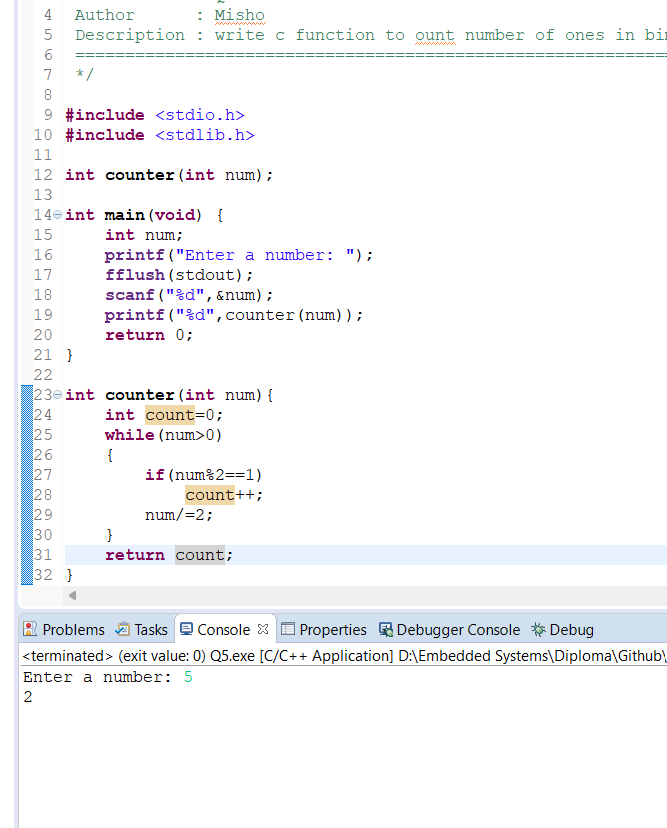 4 Author : Misho
5 Description : write c function to ount number of ones in
6 ================================================================
7 */
8
9 #include <stdio.h>
10 #include <stdlib.h>
11
12 int counter(int num);
13
14 int main(void) {
15 int num;
16 printf("Enter a number: ");
17 fflush(stdout);
18 scanf("%d",&num);
19 printf("%d",counter(num));
20 return 0;
21 }
22
23 int counter(int num){
24 int count=0;
25 while(num>0)
26 {
27 if(num%2==1)
28 count++;
29 num/=2;
30 }
31 return count;
32 }
Problems Tasks Console Properties Debugger Console Debug
<terminated> (exit value: 0) Q5.exe [C/C++ Application] D:\Embedded Systems\Diploma\Github\
Enter a number: 5
2